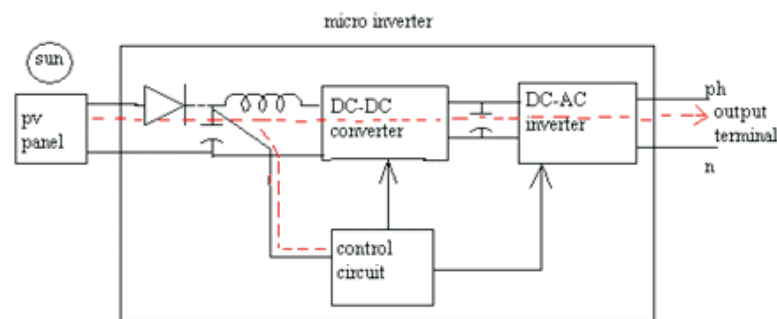 micro inverter
sun
pv
panel
DC-DC
converter
DC-AC
inverter
ph
output
terminal
n
control
circuit